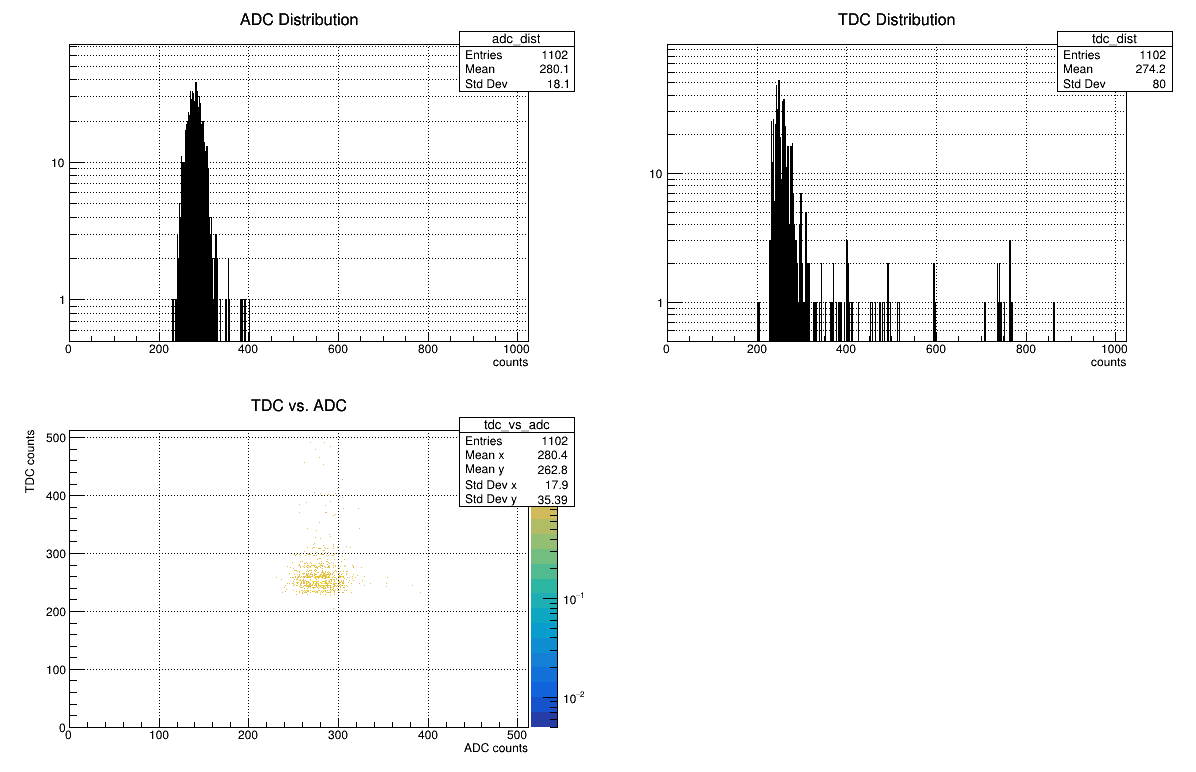 ADC Distribution
adc_dist
Entries 1102
Mean 280.1
Std Dev 18.1
10
1
0 200 400 600 800 1000
counts
TDC Distribution
tdc_dist
Entries 1102
Mean 274.2
Std Dev 80
10
1
0 200 400 600 800 1000
counts
TDC vs. ADC
tdc_vs_adc
Entries 1102
Mean x 280.4
Mean y 262.8
Std Dev x 17.9
Std Dev y 35.39
TDC counts
500
400
300
200
100
0
0 100 200 300 400 500
ADC counts
10⁻¹
10⁻²